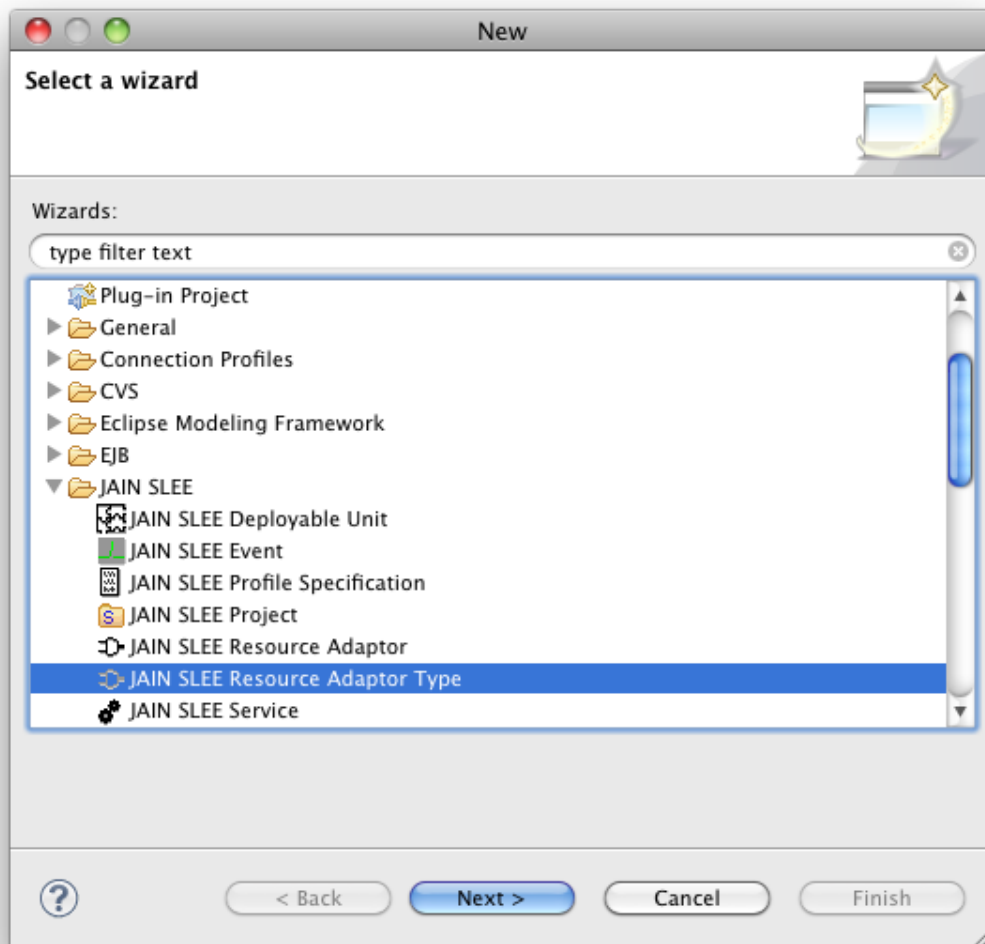 New
Select a wizard
Wizards:
type filter text
Plug-in Project
General
Connection Profiles
CVS
Eclipse Modeling Framework
EJB
JAIN SLEE
JAIN SLEE Deployable Unit
JAIN SLEE Event
JAIN SLEE Profile Specification
S JAIN SLEE Project
JAIN SLEE Resource Adaptor
JAIN SLEE Resource Adaptor Type
JAIN SLEE Service
? < Back Next > Cancel Finish